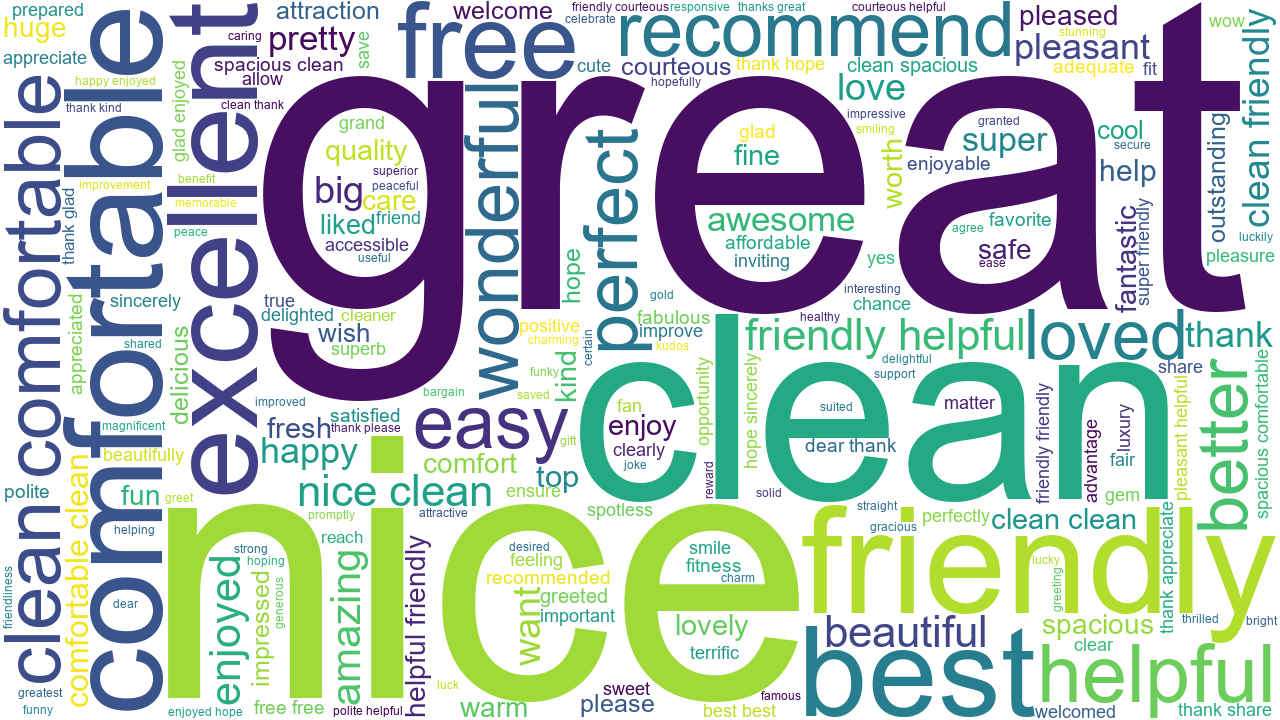 prepared
huge
appreciate
attraction
caring
pretty
save
spacious clean
allow
free
welcome
celebrate
friendly courteous
responsive
thanks great
courteous helpful
recommend
pleased
stunning
pleasant
wow
cute
courteous
thank hope
clean spacious
adequate
fit
hopefully
love
clean friendly
happy enjoyed
thank kind
clean thank
glad enjoyed
clean comfortable
comfortable
excellent
great
wonderful
perfect
grand
quality
superior
big
peaceful
care
liked
friend
accessible
useful
glad
fine
awesome
affordable
inviting
worth
impressive
smiling
granted
super
enjoyable
cool
secure
help
outstanding
favorite
agree
safe
ease
yes
fantastic
super friendly
luckily
pleasure
improvement
benefit
memorable
peace
thank glad
hope
interesting
chance
gold
healthy
sincerely
true
delighted
cleaner
wish
superb
positive
charming
certain
fabulous
improve
kudos
friendly helpful
loved
thank
shared
appreciated
delicious
kind
funky
saved
bargain
delightful
support
share
opportunity
hope sincerely
clean
better
spacious comfortable
improved
magnificent
satisfied
thank please
fresh
easy
gift
fan
enjoy
clearly
joke
suited
matter
dear thank
friendly friendly
advantage
luxury
fair
pleasant helpful
beautifully
happy
comfort
top
polite
comfortable clean
fun
greet
nice clean
ensure
reward
solid
gem
spotless
straight
gracious
perfectly
clean clean
helping
promptly
attractive
nice
friendly
reach
strong
hoping
desired
feeling
smile
fitness
charm
recommended
greeted
important
lucky
greeting
thank appreciate
friendliness
dear
enjoyed
impressed
generous
amazing
helpful friendly
want
lovely
terrific
beautiful
spacious
clear
thrilled
bright
best
helpful
greatest
funny
enjoyed hope
free free
luck
polite helpful
warm
sweet
please
famous
best best
welcomed
thank share